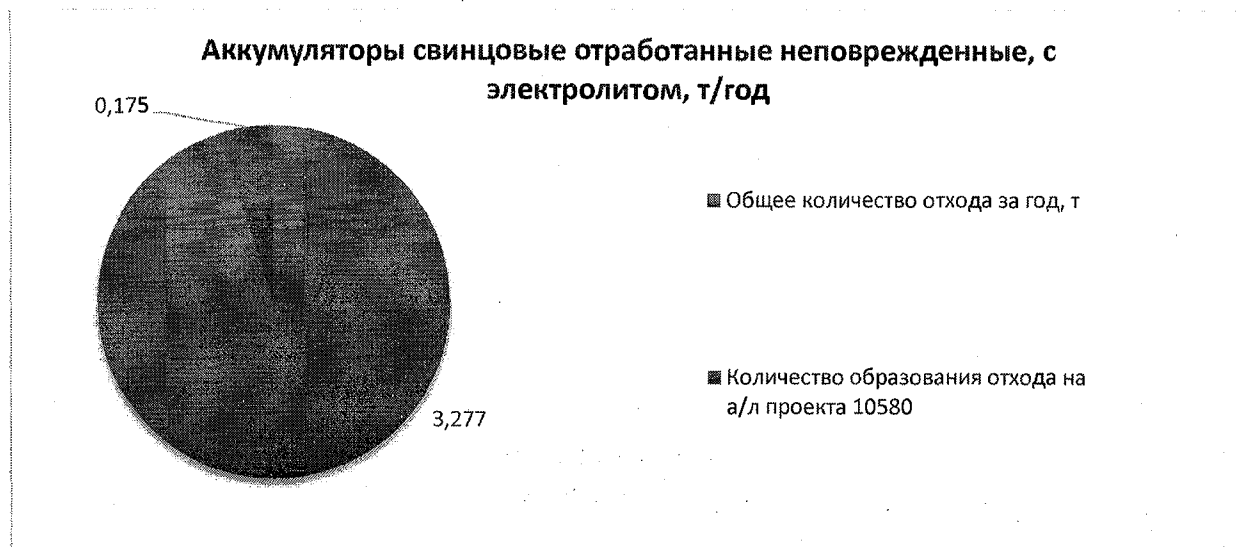 Аккумуляторы свинцовые отработанные неповрежденные, с
электролитом, т/год
0,175
Общее количество отхода за год, т
Количество образования отхода на
а/л проекта 10580
3,277